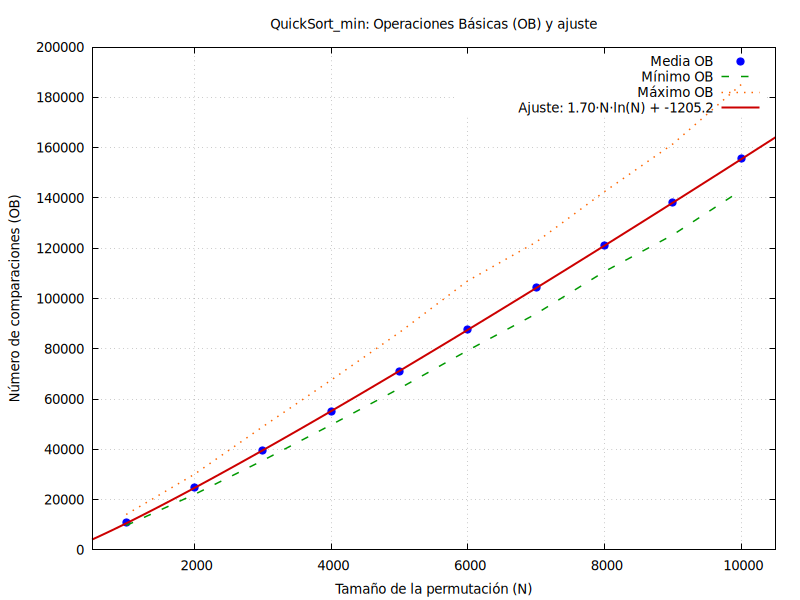 QuickSort_min: Operaciones Básicas (OB) y ajuste
200000
180000
160000
140000
120000
100000
80000
60000
40000
20000
0
Número de comparaciones (OB)
Media OB
Mínimo OB
Máximo OB
Ajuste: 1.70·N·ln(N) + -1205.2
2000
4000
6000
8000
10000
Tamaño de la permutación (N)